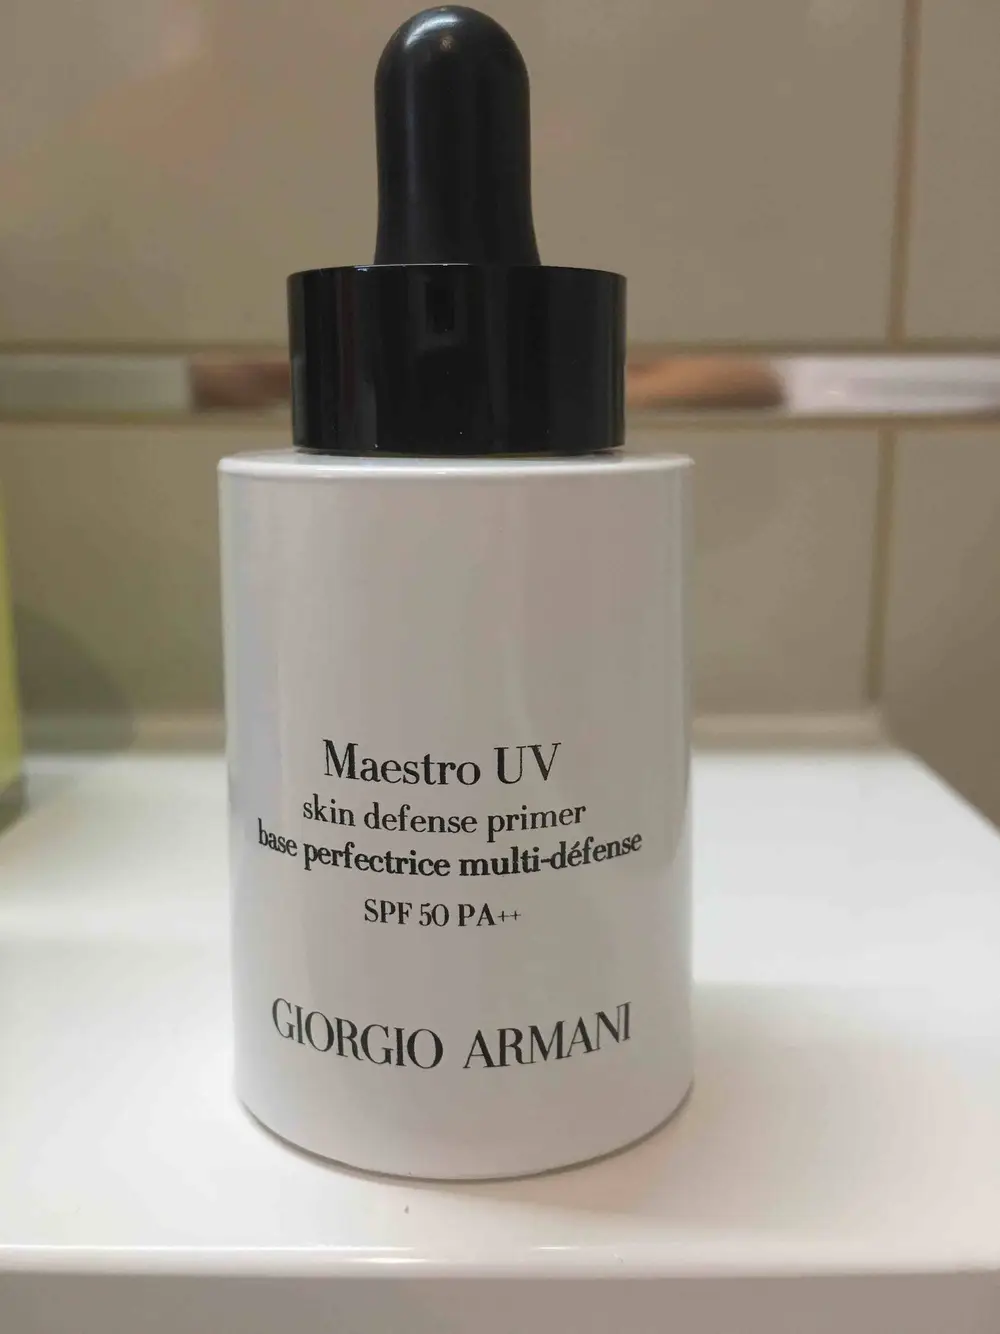 Maestro UV
skin defense primer
base perfectrice multi-défense
SPF 50 PA++
GIORGIO ARMANI